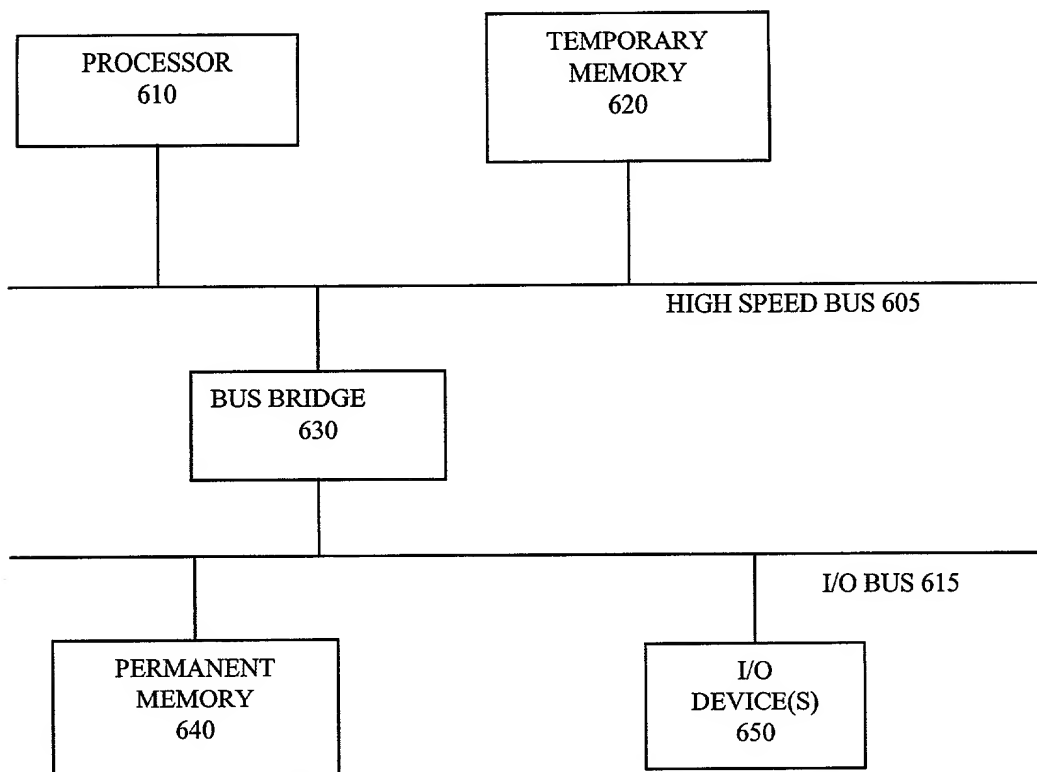 PROCESSOR
610
TEMPORARY
MEMORY
620
HIGH SPEED BUS 605
BUS BRIDGE
630
I/O BUS 615
PERMANENT
MEMORY
640
I/O
DEVICE(S)
650